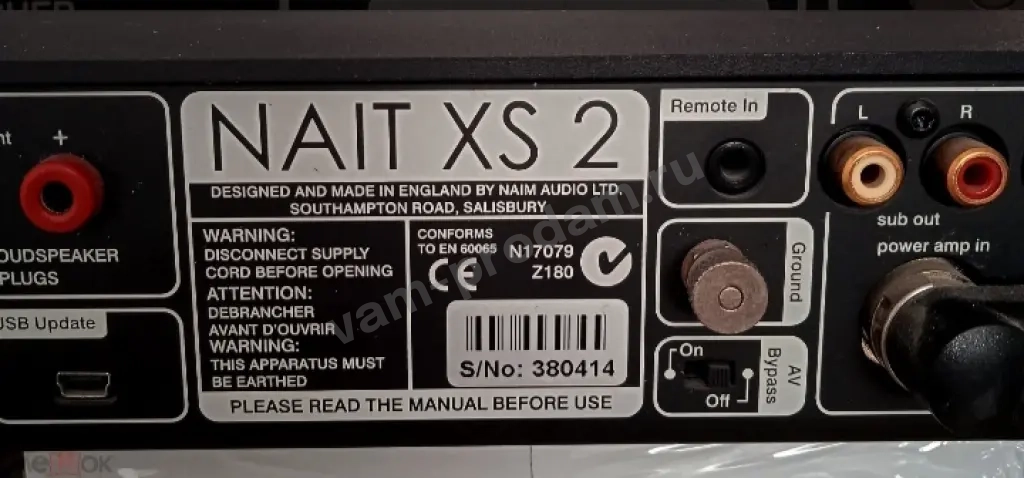 NAIT XS 2
DESIGNED AND MADE IN ENGLAND BY NAIM AUDIO LTD.
SOUTHAMPTON ROAD, SALISBURY
WARNING:
DISCONNECT SUPPLY
CORD BEFORE OPENING
ATTENTION:
DEBRANCHER
AVANT D'OUVRIR
WARNING:
THIS APPARATUS MUST
BE EARTHED
CONFORMS
TO EN 60065
N17079
Z180
CE
S/No: 380414
PLEASE READ THE MANUAL BEFORE USE
+
OUDSPEAKER
PLUGS
USB Update
Remote In
Ground
On
Off
AV
Bypass
L
R
sub out
power amp in
vam-prodam.ru